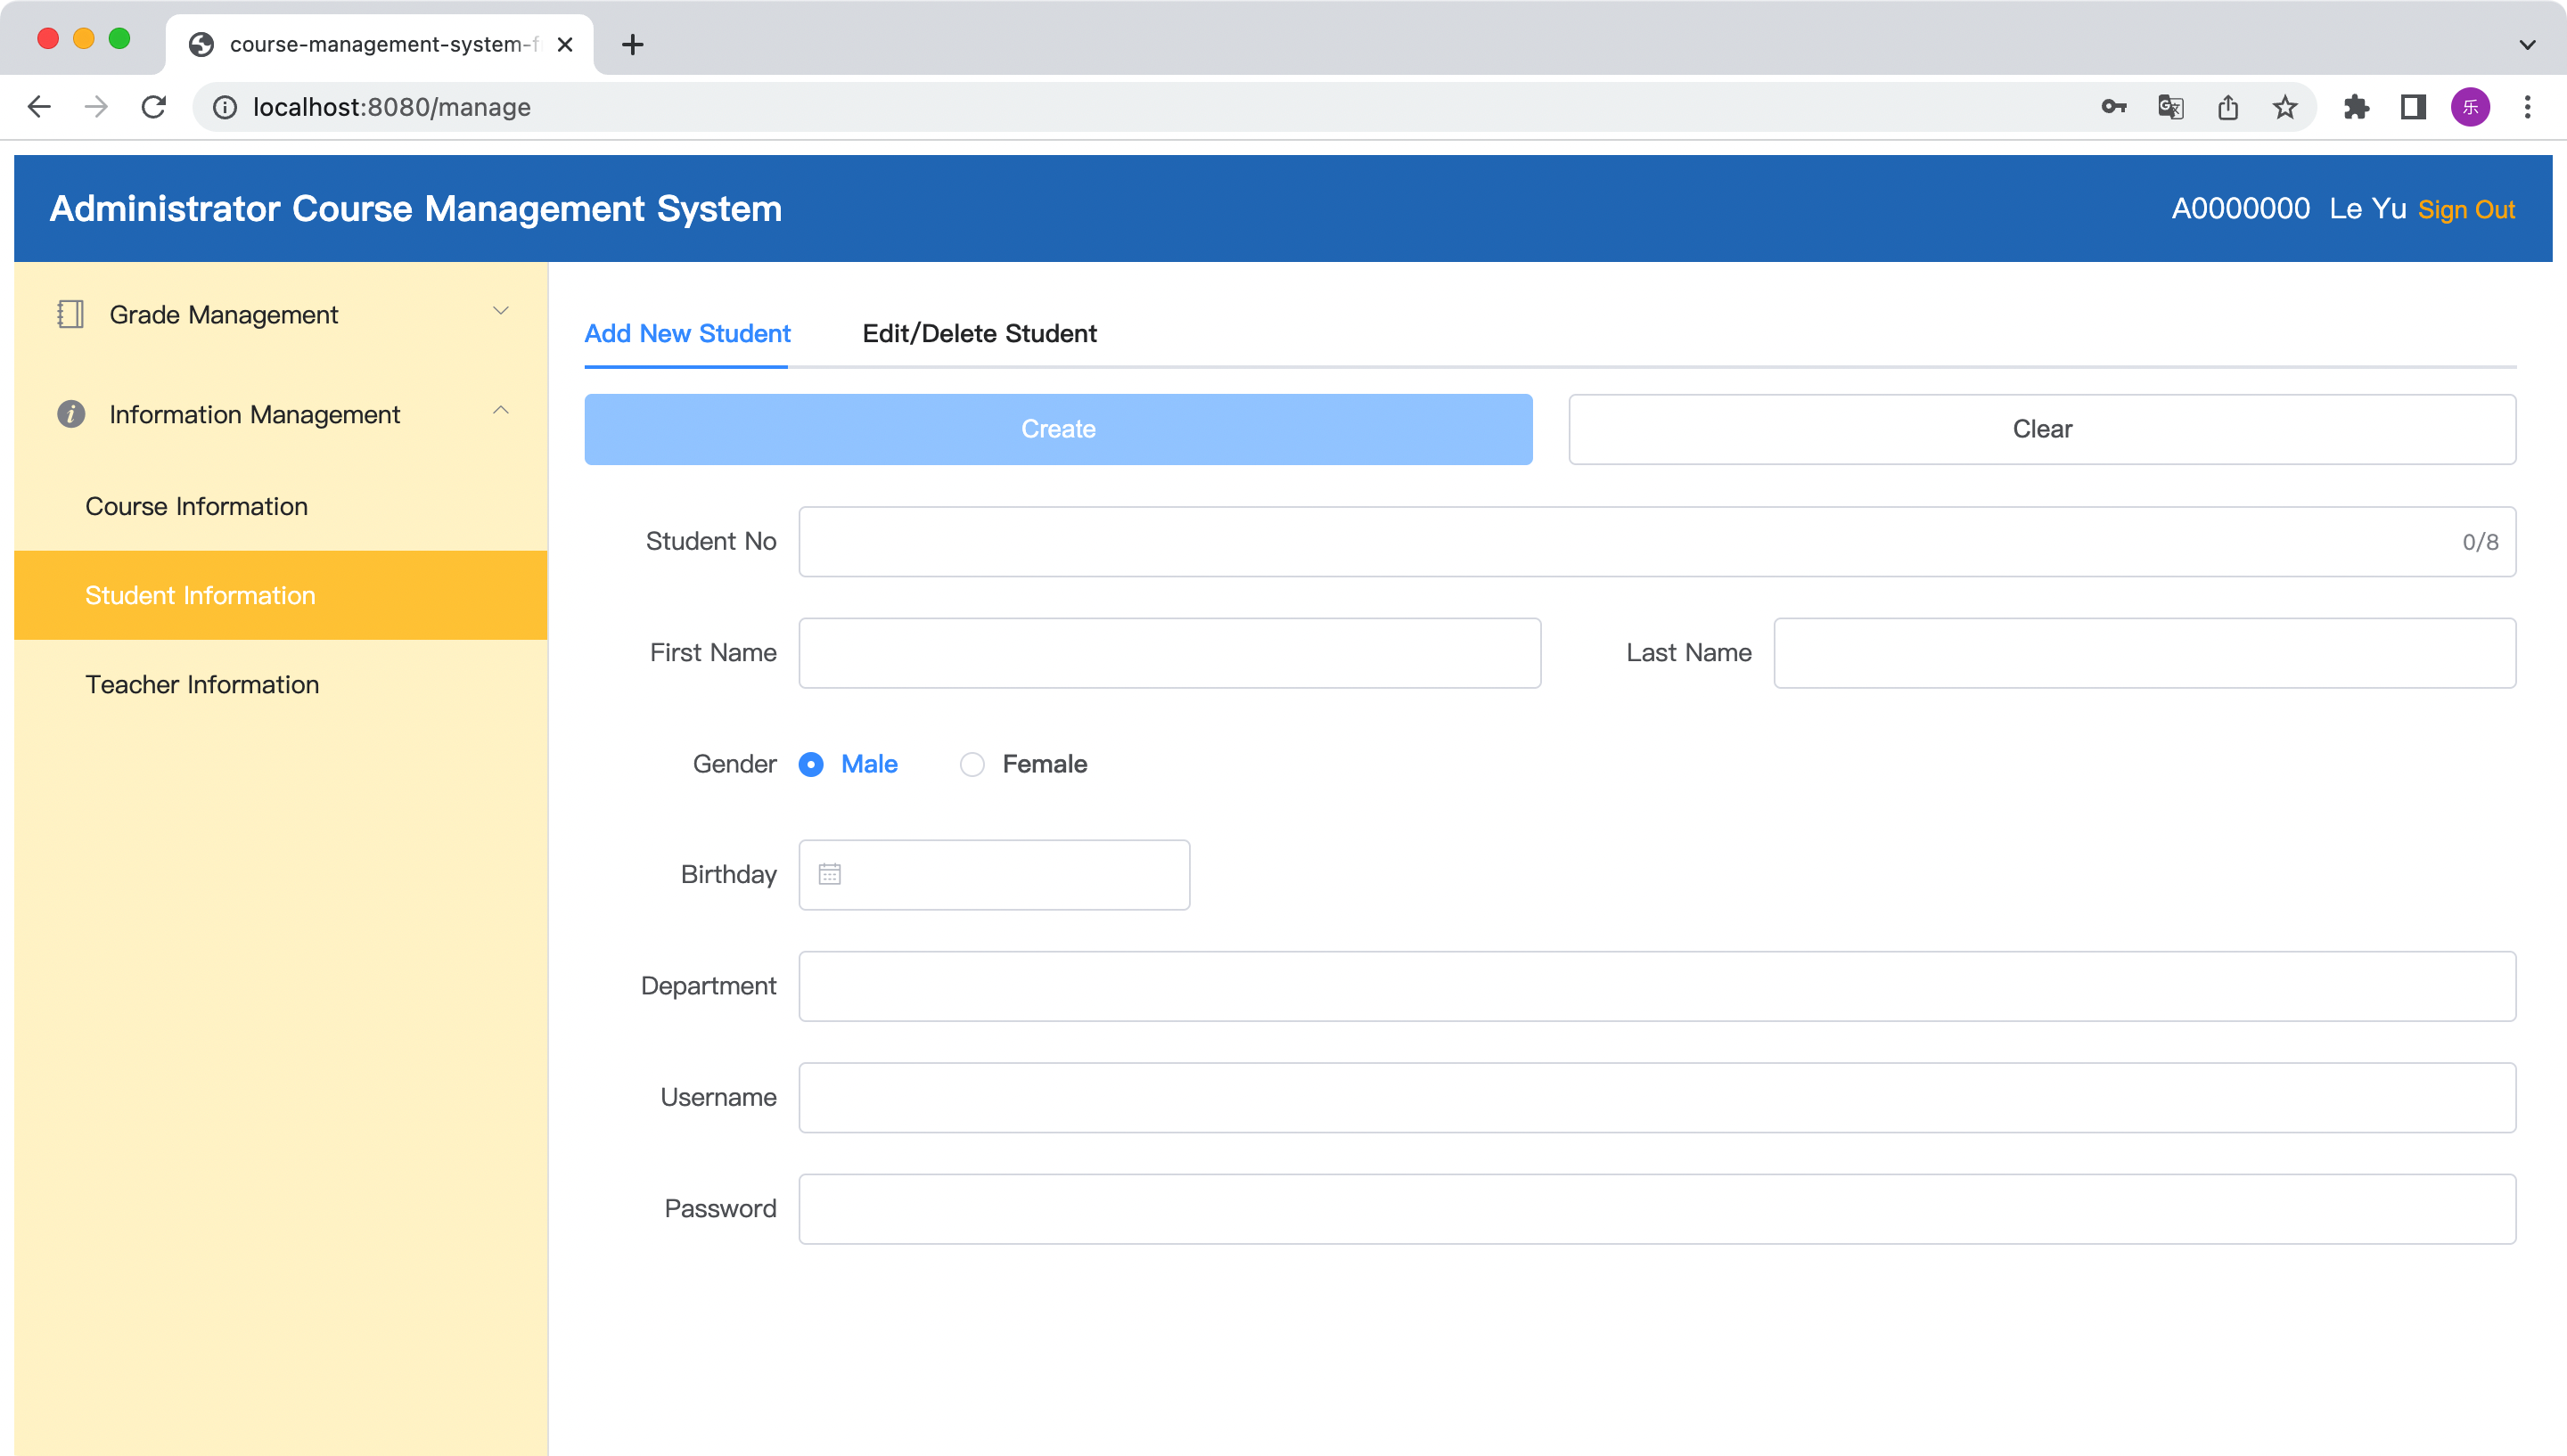 course-management-system-f
localhost:8080/manage
乐
Administrator Course Management System
A0000000 Le Yu Sign Out
Grade Management
Information Management
Course Information
Student Information
Teacher Information
Add New Student
Edit/Delete Student
Create
Clear
Student No
0/8
First Name
Last Name
Gender
Male
Female
Birthday
Department
Username
Password